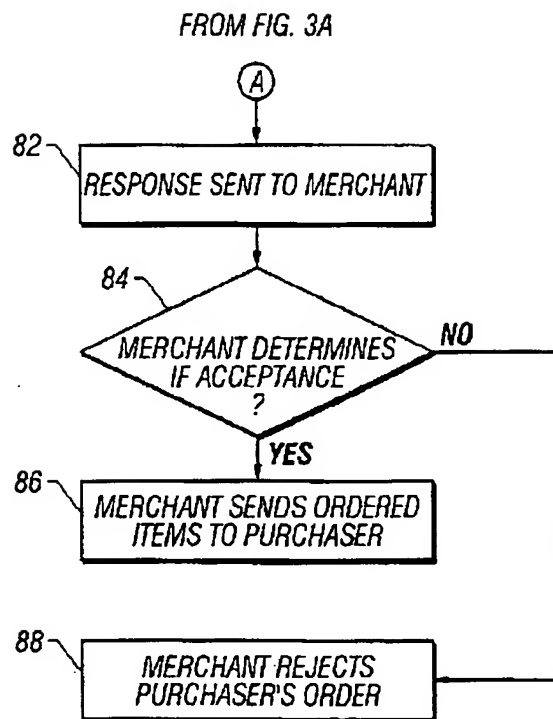 FROM FIG. 3A
A
82
RESPONSE SENT TO MERCHANT
84
MERCHANT DETERMINES
IF ACCEPTANCE
?
NO
YES
86
MERCHANT SENDS ORDERED
ITEMS TO PURCHASER
88
MERCHANT REJECTS
PURCHASER'S ORDER